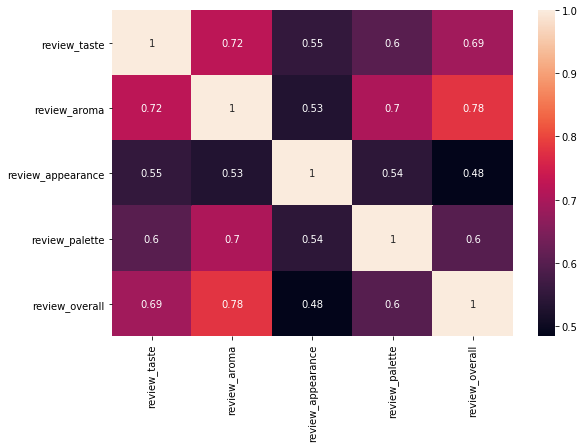 review_taste 1 0.72 0.55 0.6 0.69
review_aroma 0.72 1 0.53 0.7 0.78
review_appearance 0.55 0.53 1 0.54 0.48
review_palette 0.6 0.7 0.54 1 0.6
review_overall 0.69 0.78 0.48 0.6 1
review_taste
review_aroma
review_appearance
review_palette
review_overall
1.0
0.9
0.8
0.7
0.6
0.5